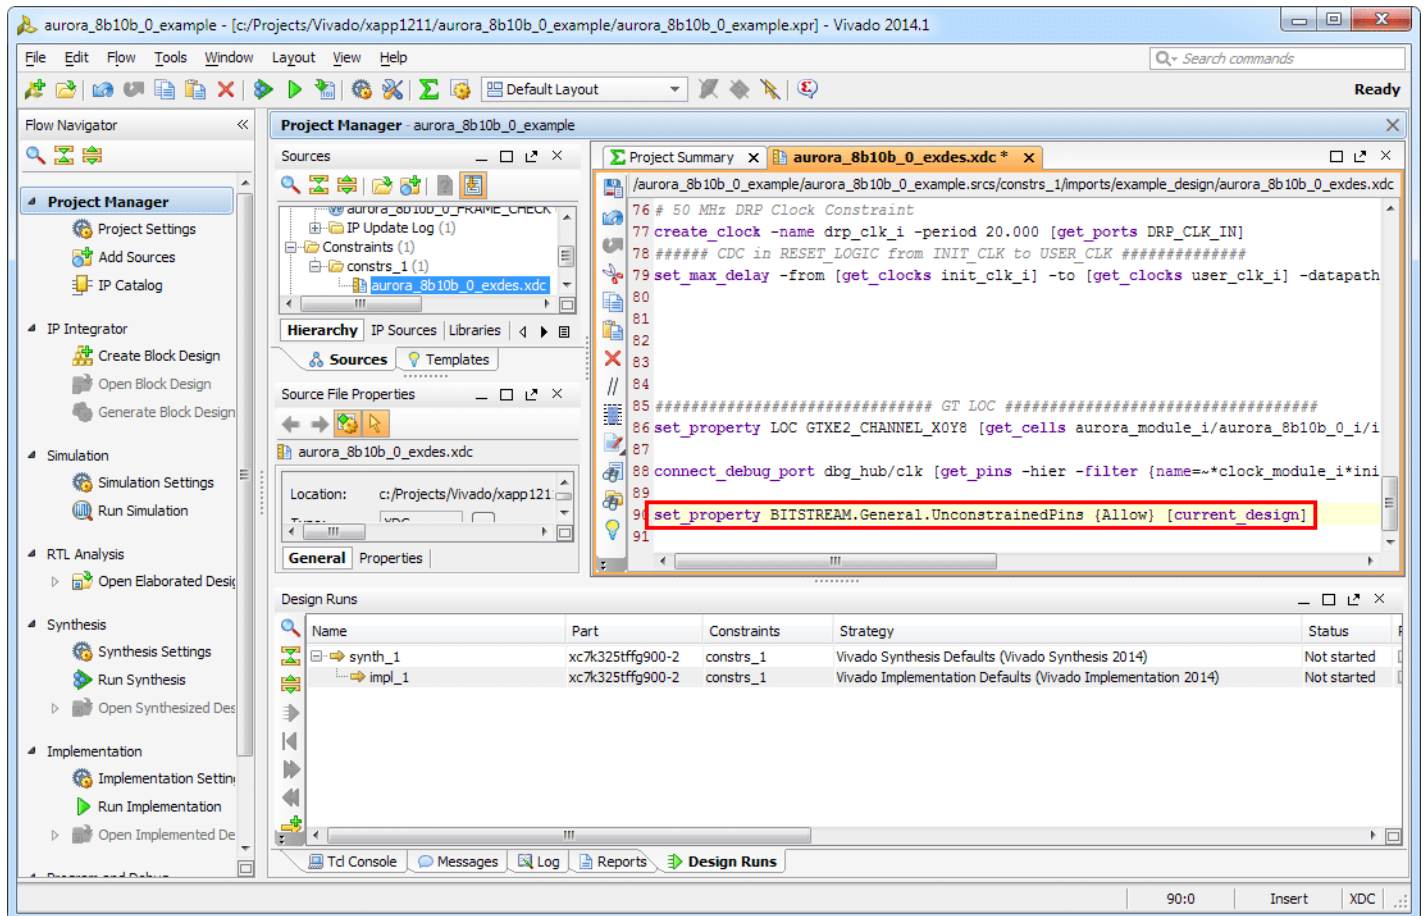 aurora_8b10b_0_example - [c:/Projects/Vivado/xapp1211/aurora_8b10b_0_example/aurora_8b10b_0_example.xpr] - Vivado 2014.1
File Edit Flow Tools Window Layout View Help
Search commands
Default Layout
Ready
Flow Navigator
Project Manager
Project Settings
Add Sources
IP Catalog
IP Integrator
Create Block Design
Open Block Design
Generate Block Design
Simulation
Simulation Settings
Run Simulation
RTL Analysis
Open Elaborated Desig
Synthesis
Synthesis Settings
Run Synthesis
Open Synthesized Des
Implementation
Implementation Settin
Run Implementation
Open Implemented De
Program and Debug
Project Manager - aurora_8b10b_0_example
Sources
aurora_8b10b_0_FRAME_CHECK
IP Update Log (1)
Constraints (1)
constrs_1 (1)
aurora_8b10b_0_exdes.xdc
Hierarchy IP Sources Libraries
Sources Templates
Source File Properties
aurora_8b10b_0_exdes.xdc
Location: c:/Projects/Vivado/xapp121
Type: XDC
General Properties
Project Summary aurora_8b10b_0_exdes.xdc *
/aurora_8b10b_0_example/aurora_8b10b_0_example.srcs/constrs_1/imports/example_design/aurora_8b10b_0_exdes.xdc
76 # 50 MHz DRP Clock Constraint
77 create_clock -name drp_clk_i -period 20.000 [get_ports DRP_CLK_IN]
78 ###### CDC in RESET_LOGIC from INIT_CLK to USER_CLK ##############
79 set_max_delay -from [get_clocks init_clk_i] -to [get_clocks user_clk_i] -datapath
80
81
82
83
84
85 ############################### GT LOC ###################################
86 set_property LOC GTXE2_CHANNEL_X0Y8 [get_cells aurora_module_i/aurora_8b10b_0_i/i
87
88 connect_debug_port dbg_hub/clk [get_pins -hier -filter {name=~*clock_module_i*ini
89
90 set_property BITSTREAM.General.UnconstrainedPins {Allow} [current_design]
91
Design Runs
Name Part Constraints Strategy Status
synth_1 xc7k325tffg900-2 constrs_1 Vivado Synthesis Defaults (Vivado Synthesis 2014) Not started
impl_1 xc7k325tffg900-2 constrs_1 Vivado Implementation Defaults (Vivado Implementation 2014) Not started
Tcl Console Messages Log Reports Design Runs
90:0 Insert XDC